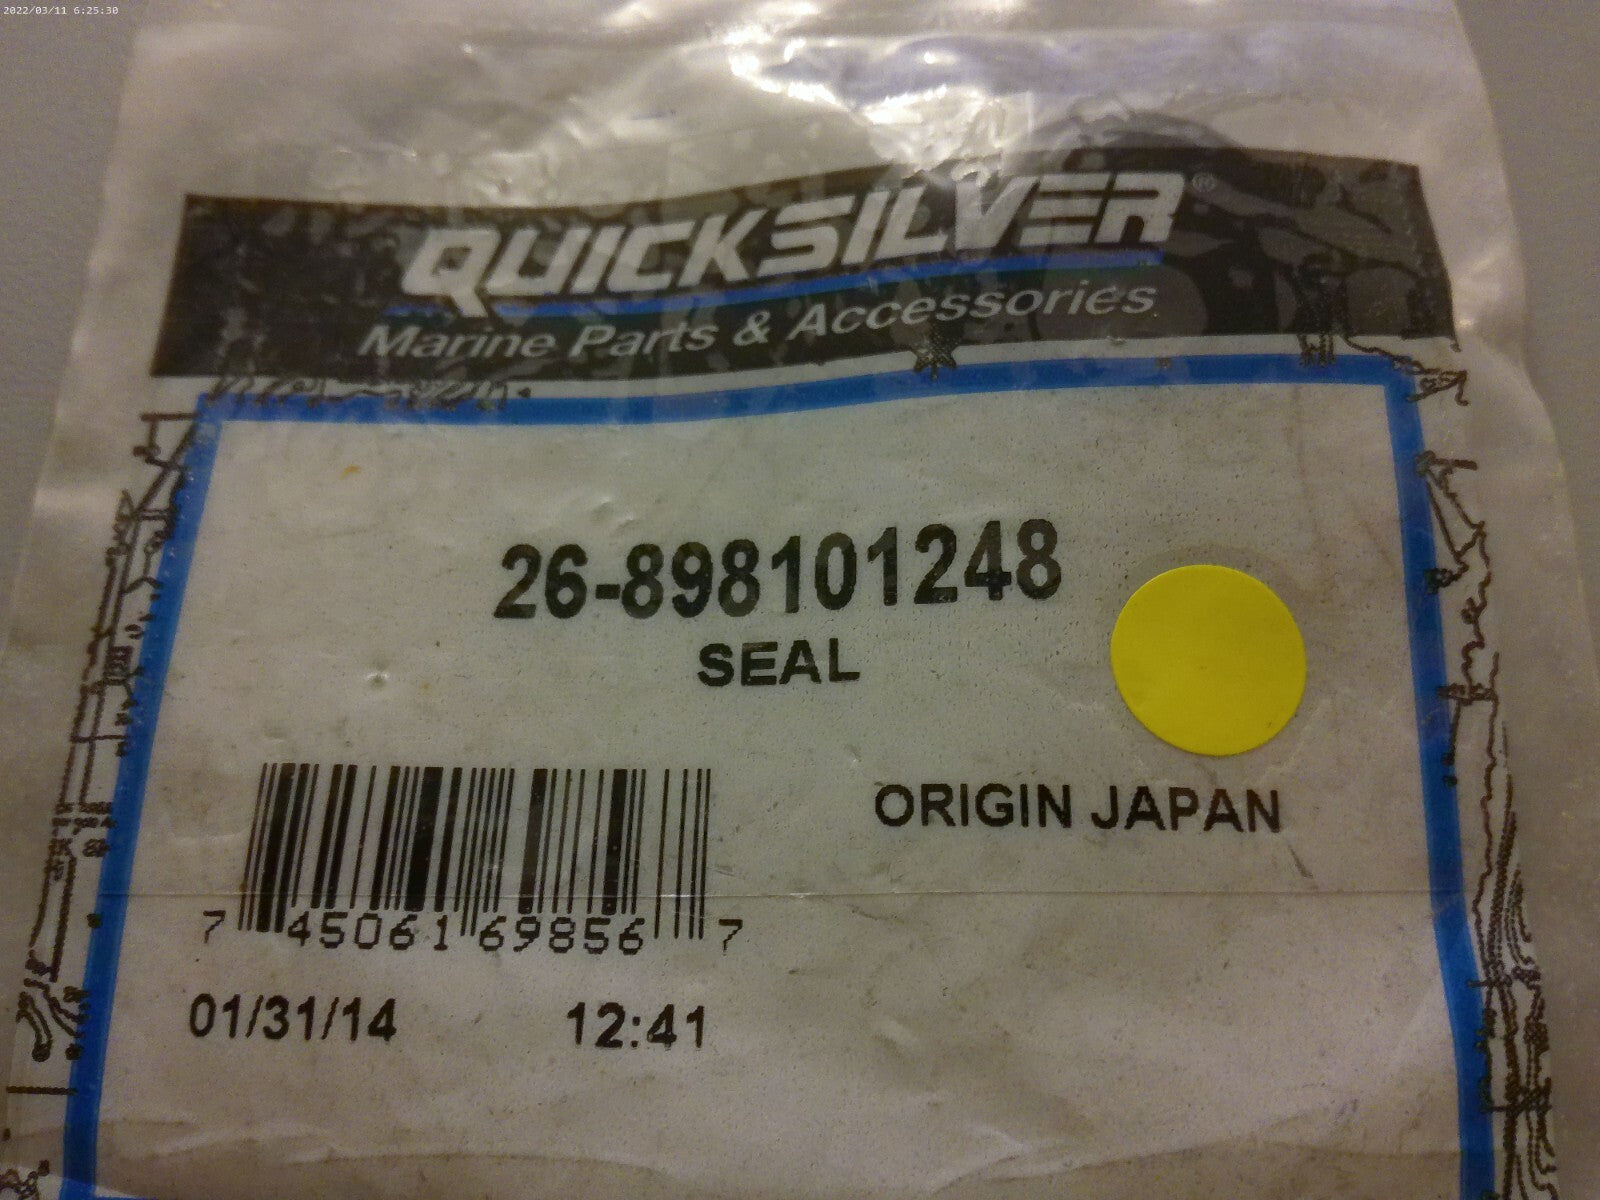 2022/03/11 6:25:30
QUICKSILVER®
Marine Parts & Accessories
26-898101248
SEAL
ORIGIN JAPAN
7 45061 69856 7
01/31/14 12:41